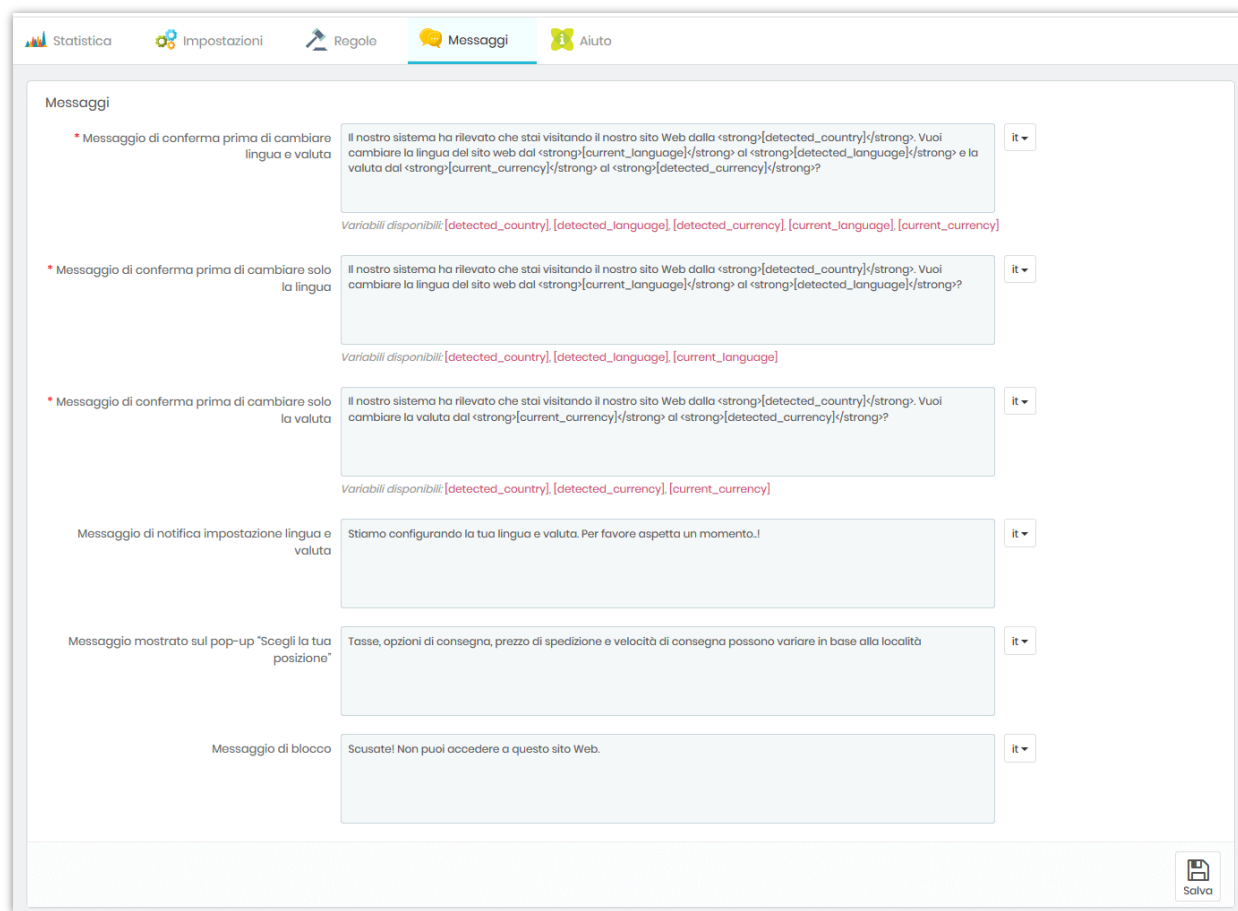 Statistica
Impostazioni
Regole
Messaggi
Aiuto
Messaggi
* Messaggio di conferma prima di cambiare
lingua e valuta
Il nostro sistema ha rilevato che stai visitando il nostro sito Web dalla <strong>[detected_country]</strong>. Vuoi
cambiare la lingua del sito web dal <strong>[current_language]</strong> al <strong>[detected_language]</strong> e la
valuta dal <strong>[current_currency]</strong> al <strong>[detected_currency]</strong>?
it
Variabili disponibili: [detected_country], [detected_language], [detected_currency], [current_language], [current_currency]
* Messaggio di conferma prima di cambiare solo
la lingua
Il nostro sistema ha rilevato che stai visitando il nostro sito Web dalla <strong>[detected_country]</strong>. Vuoi
cambiare la lingua del sito web dal <strong>[current_language]</strong> al <strong>[detected_language]</strong>?
it
Variabili disponibili: [detected_country], [detected_language], [current_language]
* Messaggio di conferma prima di cambiare solo
la valuta
Il nostro sistema ha rilevato che stai visitando il nostro sito Web dalla <strong>[detected_country]</strong>. Vuoi
cambiare la valuta dal <strong>[current_currency]</strong> al <strong>[detected_currency]</strong>?
it
Variabili disponibili: [detected_country], [detected_currency], [current_currency]
Messaggio di notifica impostazione lingua e
valuta
Stiamo configurando la tua lingua e valuta. Per favore aspetta un momento..!
it
Messaggio mostrato sul pop-up "Scegli la tua
posizione"
Tasse, opzioni di consegna, prezzo di spedizione e velocità di consegna possono variare in base alla località
it
Messaggio di blocco
Scusate! Non puoi accedere a questo sito Web.
it
Salva